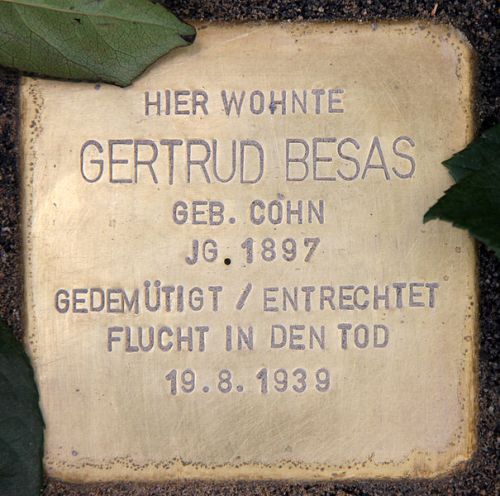 HIER WOHNTE
GERTRUD BESAS
GEB. COHN
JG. 1897
GEDEMÜTIGT / ENTRECHTET
FLUCHT IN DEN TOD
19.8.1939